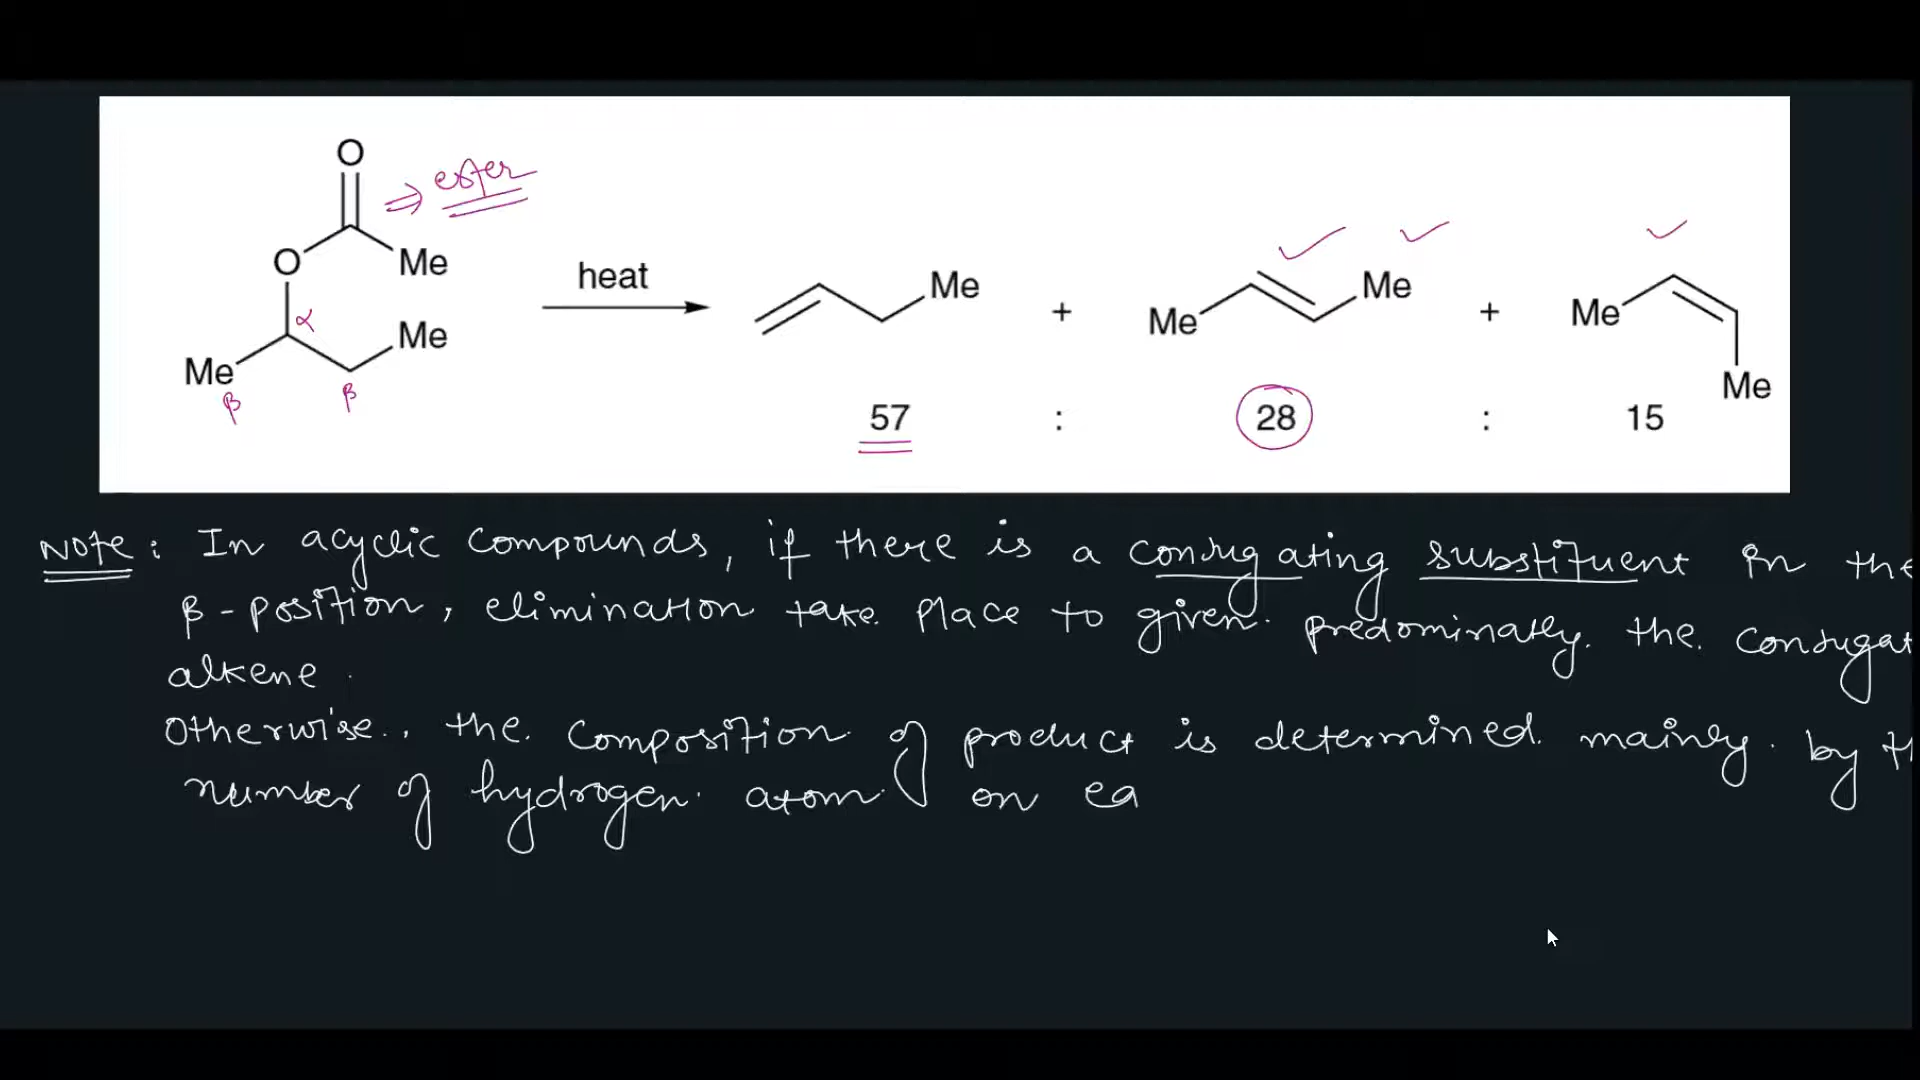 O
⇒ ester
O
Me
α
Me
Me
β
β
heat
Me
+
Me
Me
+
Me
Me
57 : 28 : 15
Note: In acyclic compounds, if there is a conjugating substituent in the
β-position, elimination take place to given predominatly the conjugat
alkene.
Otherwise, the composition of product is determined mainly by th
number of hydrogen atom on ea